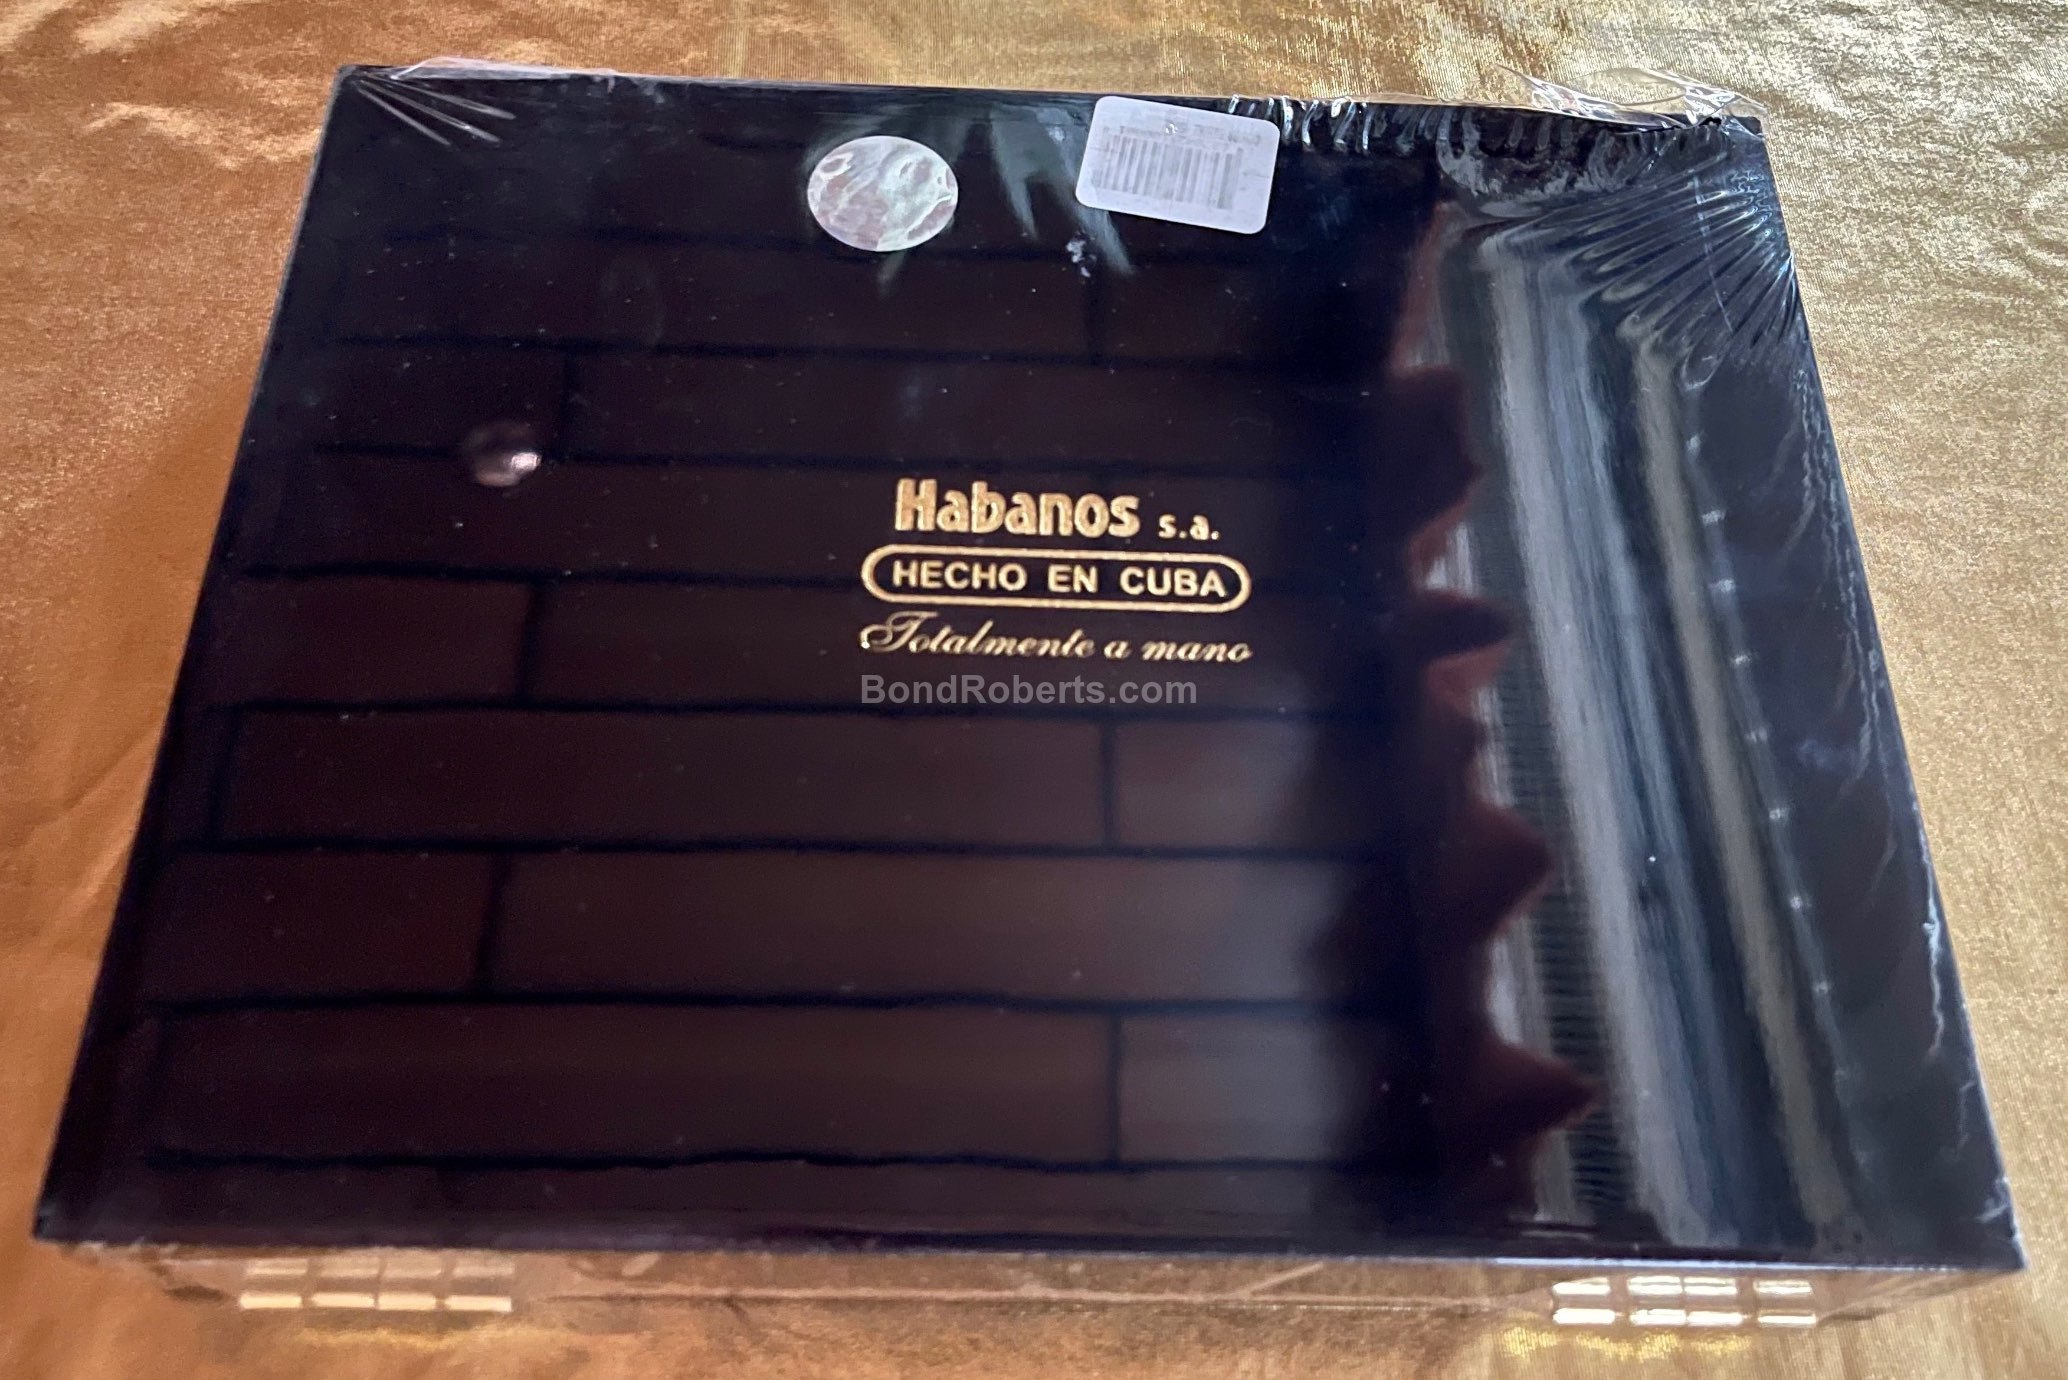 Habanos s.a.
HECHO EN CUBA
Totalmente a mano
BondRoberts.com